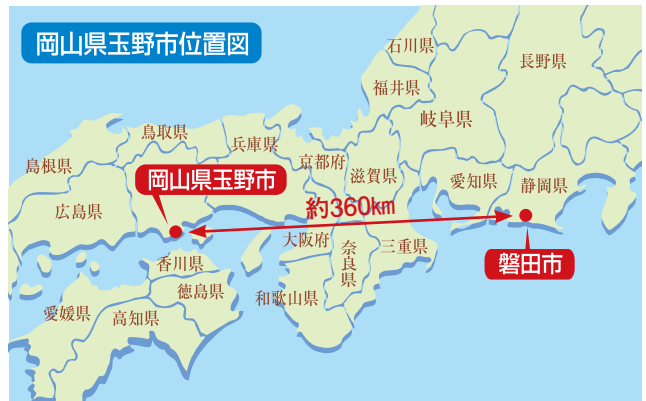 岡山県玉野市位置図
石川県
長野県
福井県
岐阜県
鳥取県
兵庫県
京都府
滋賀県
島根県
岡山県玉野市
愛知県
静岡県
広島県
約360km
大阪府
奈良県
三重県
磐田市
香川県
徳島県
和歌山県
愛媛県
高知県